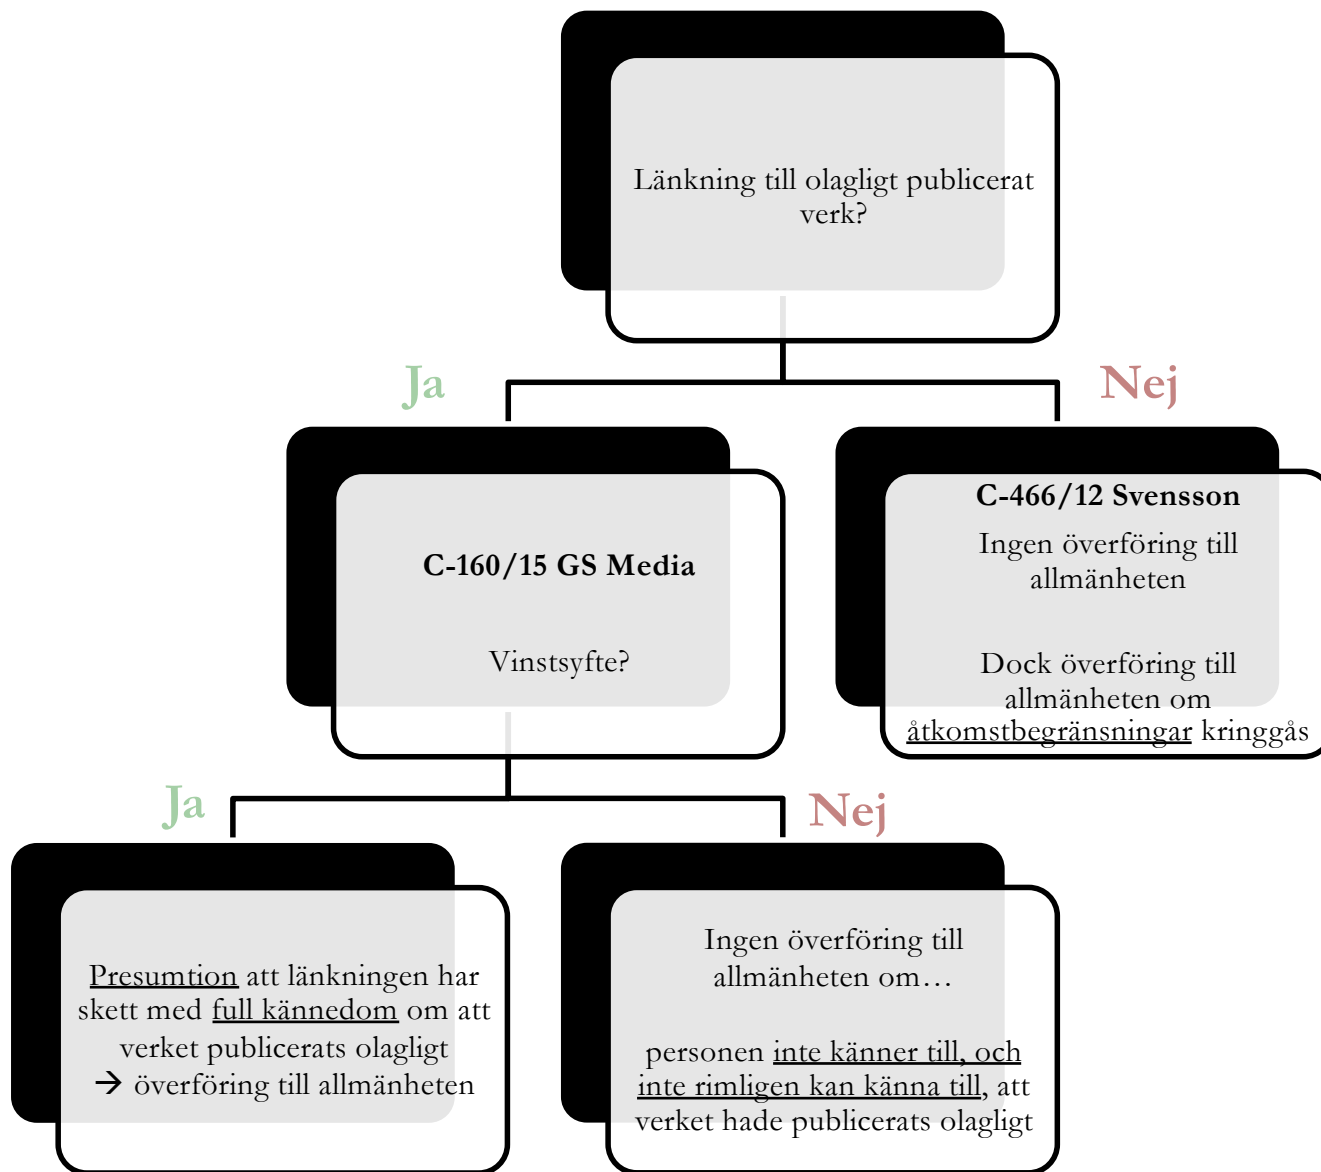 Länkning till olagligt publicerat
verk?
Ja
Nej
C-160/15 GS Media
Vinstsyfte?
C-466/12 Svensson
Ingen överföring till
allmänheten
Dock överföring till
allmänheten om
åtkomstbegränsningar kringgås
Ja
Nej
Presumtion att länkningen har
skett med full kännedom om att
verket publicerats olagligt
→ överföring till allmänheten
Ingen överföring till
allmänheten om…
personen inte känner till, och
inte rimligen kan känna till, att
verket hade publicerats olagligt